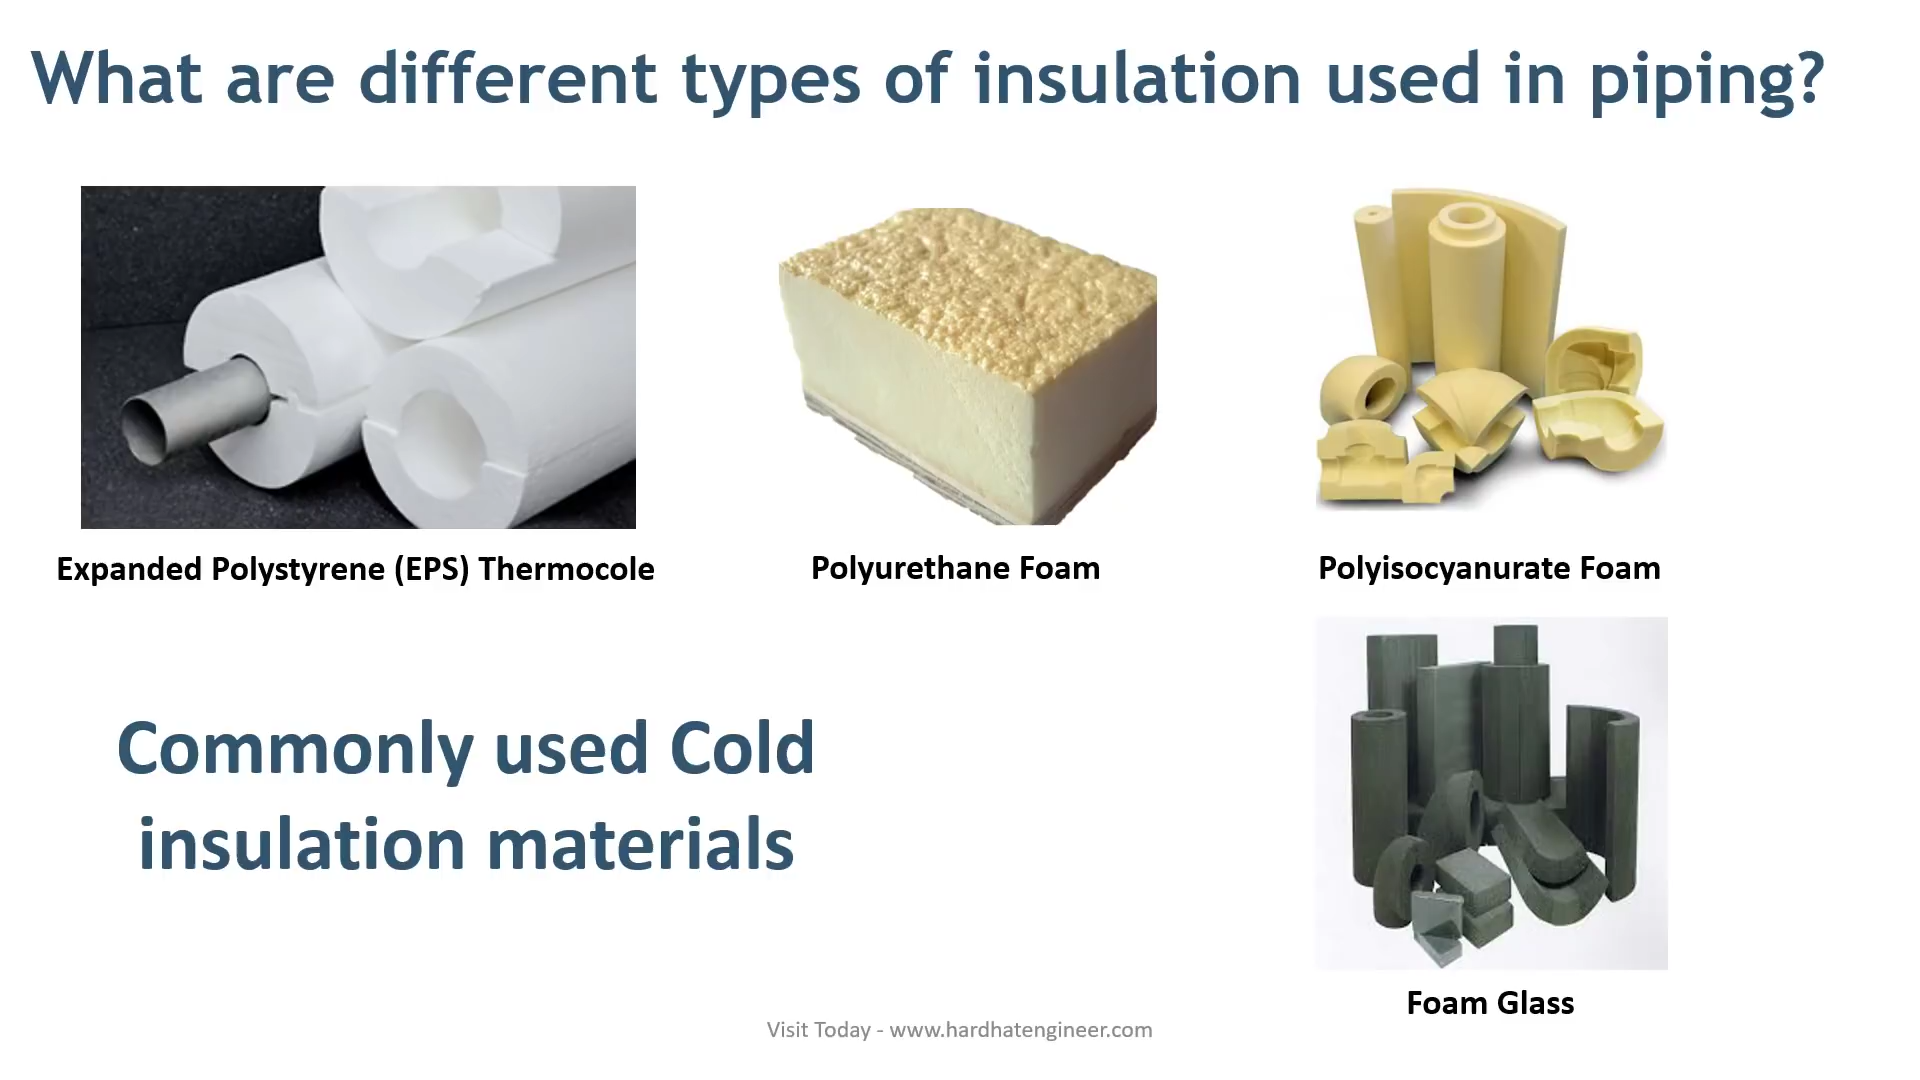 What are different types of insulation used in piping?
Expanded Polystyrene (EPS) Thermocole
Polyurethane Foam
Polyisocyanurate Foam
Commonly used Cold
insulation materials
Foam Glass
Visit Today - www.hardhatengineer.com